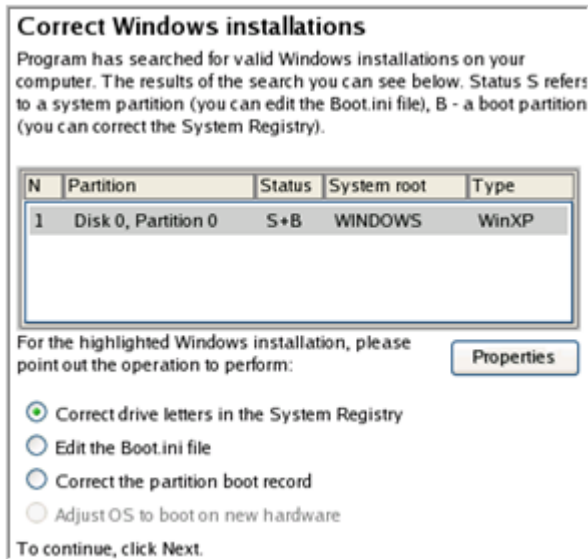 Correct Windows installations
Program has searched for valid Windows installations on your
computer. The results of the search you can see below. Status S refers
to a system partition (you can edit the Boot.ini file), B - a boot partition
(you can correct the System Registry).
N Partition Status System root Type
1 Disk 0, Partition 0 S+B WINDOWS WinXP
For the highlighted Windows installation, please
point out the operation to perform:
Properties
Correct drive letters in the System Registry
Edit the Boot.ini file
Correct the partition boot record
Adjust OS to boot on new hardware
To continue, click Next.